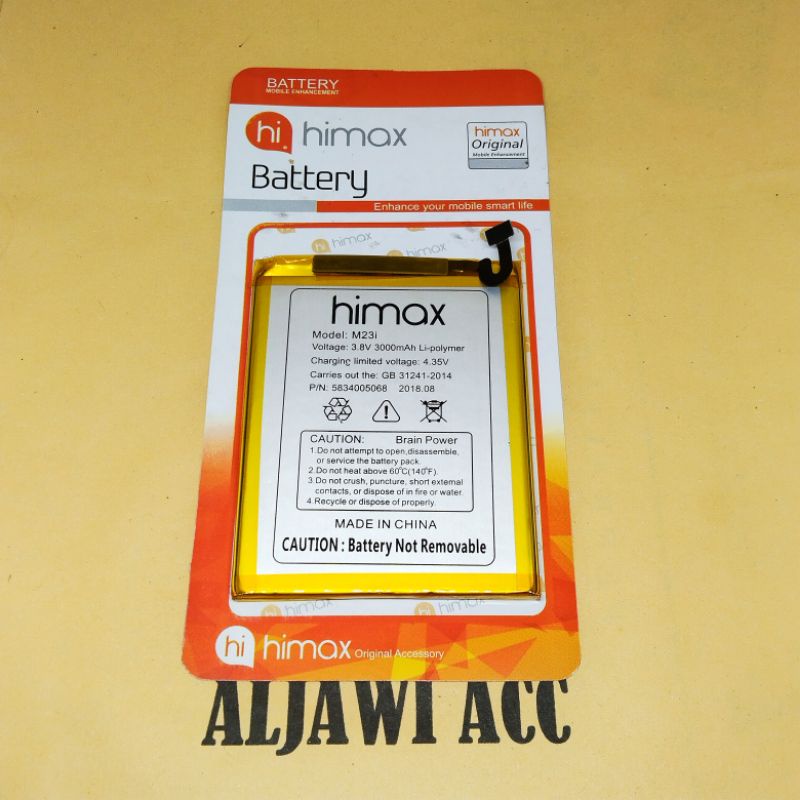 BATTERY
MOBILE ENHANCEMENT
hi himax
himax
Original
Mobile Enhancement
Battery
Enhance your mobile smart life
hi himax
himax
Model: M23i
Voltage: 3.8V 3000mAh Li-polymer
Charging limited voltage: 4.35V
Carries out the: GB 31241-2014
P/N: 5834005068 2018.08
CAUTION: Brain Power
1.Do not attempt to open,disassemble,
or service the battery pack.
2.Do not heat above 60℃(140℉).
3.Do not crush, puncture, short external
contacts, or dispose of in fire or water.
4.Recycle or dispose of properly.
MADE IN CHINA
CAUTION : Battery Not Removable
himax
himax
hi himax Original Accessory
ALJAWI ACC